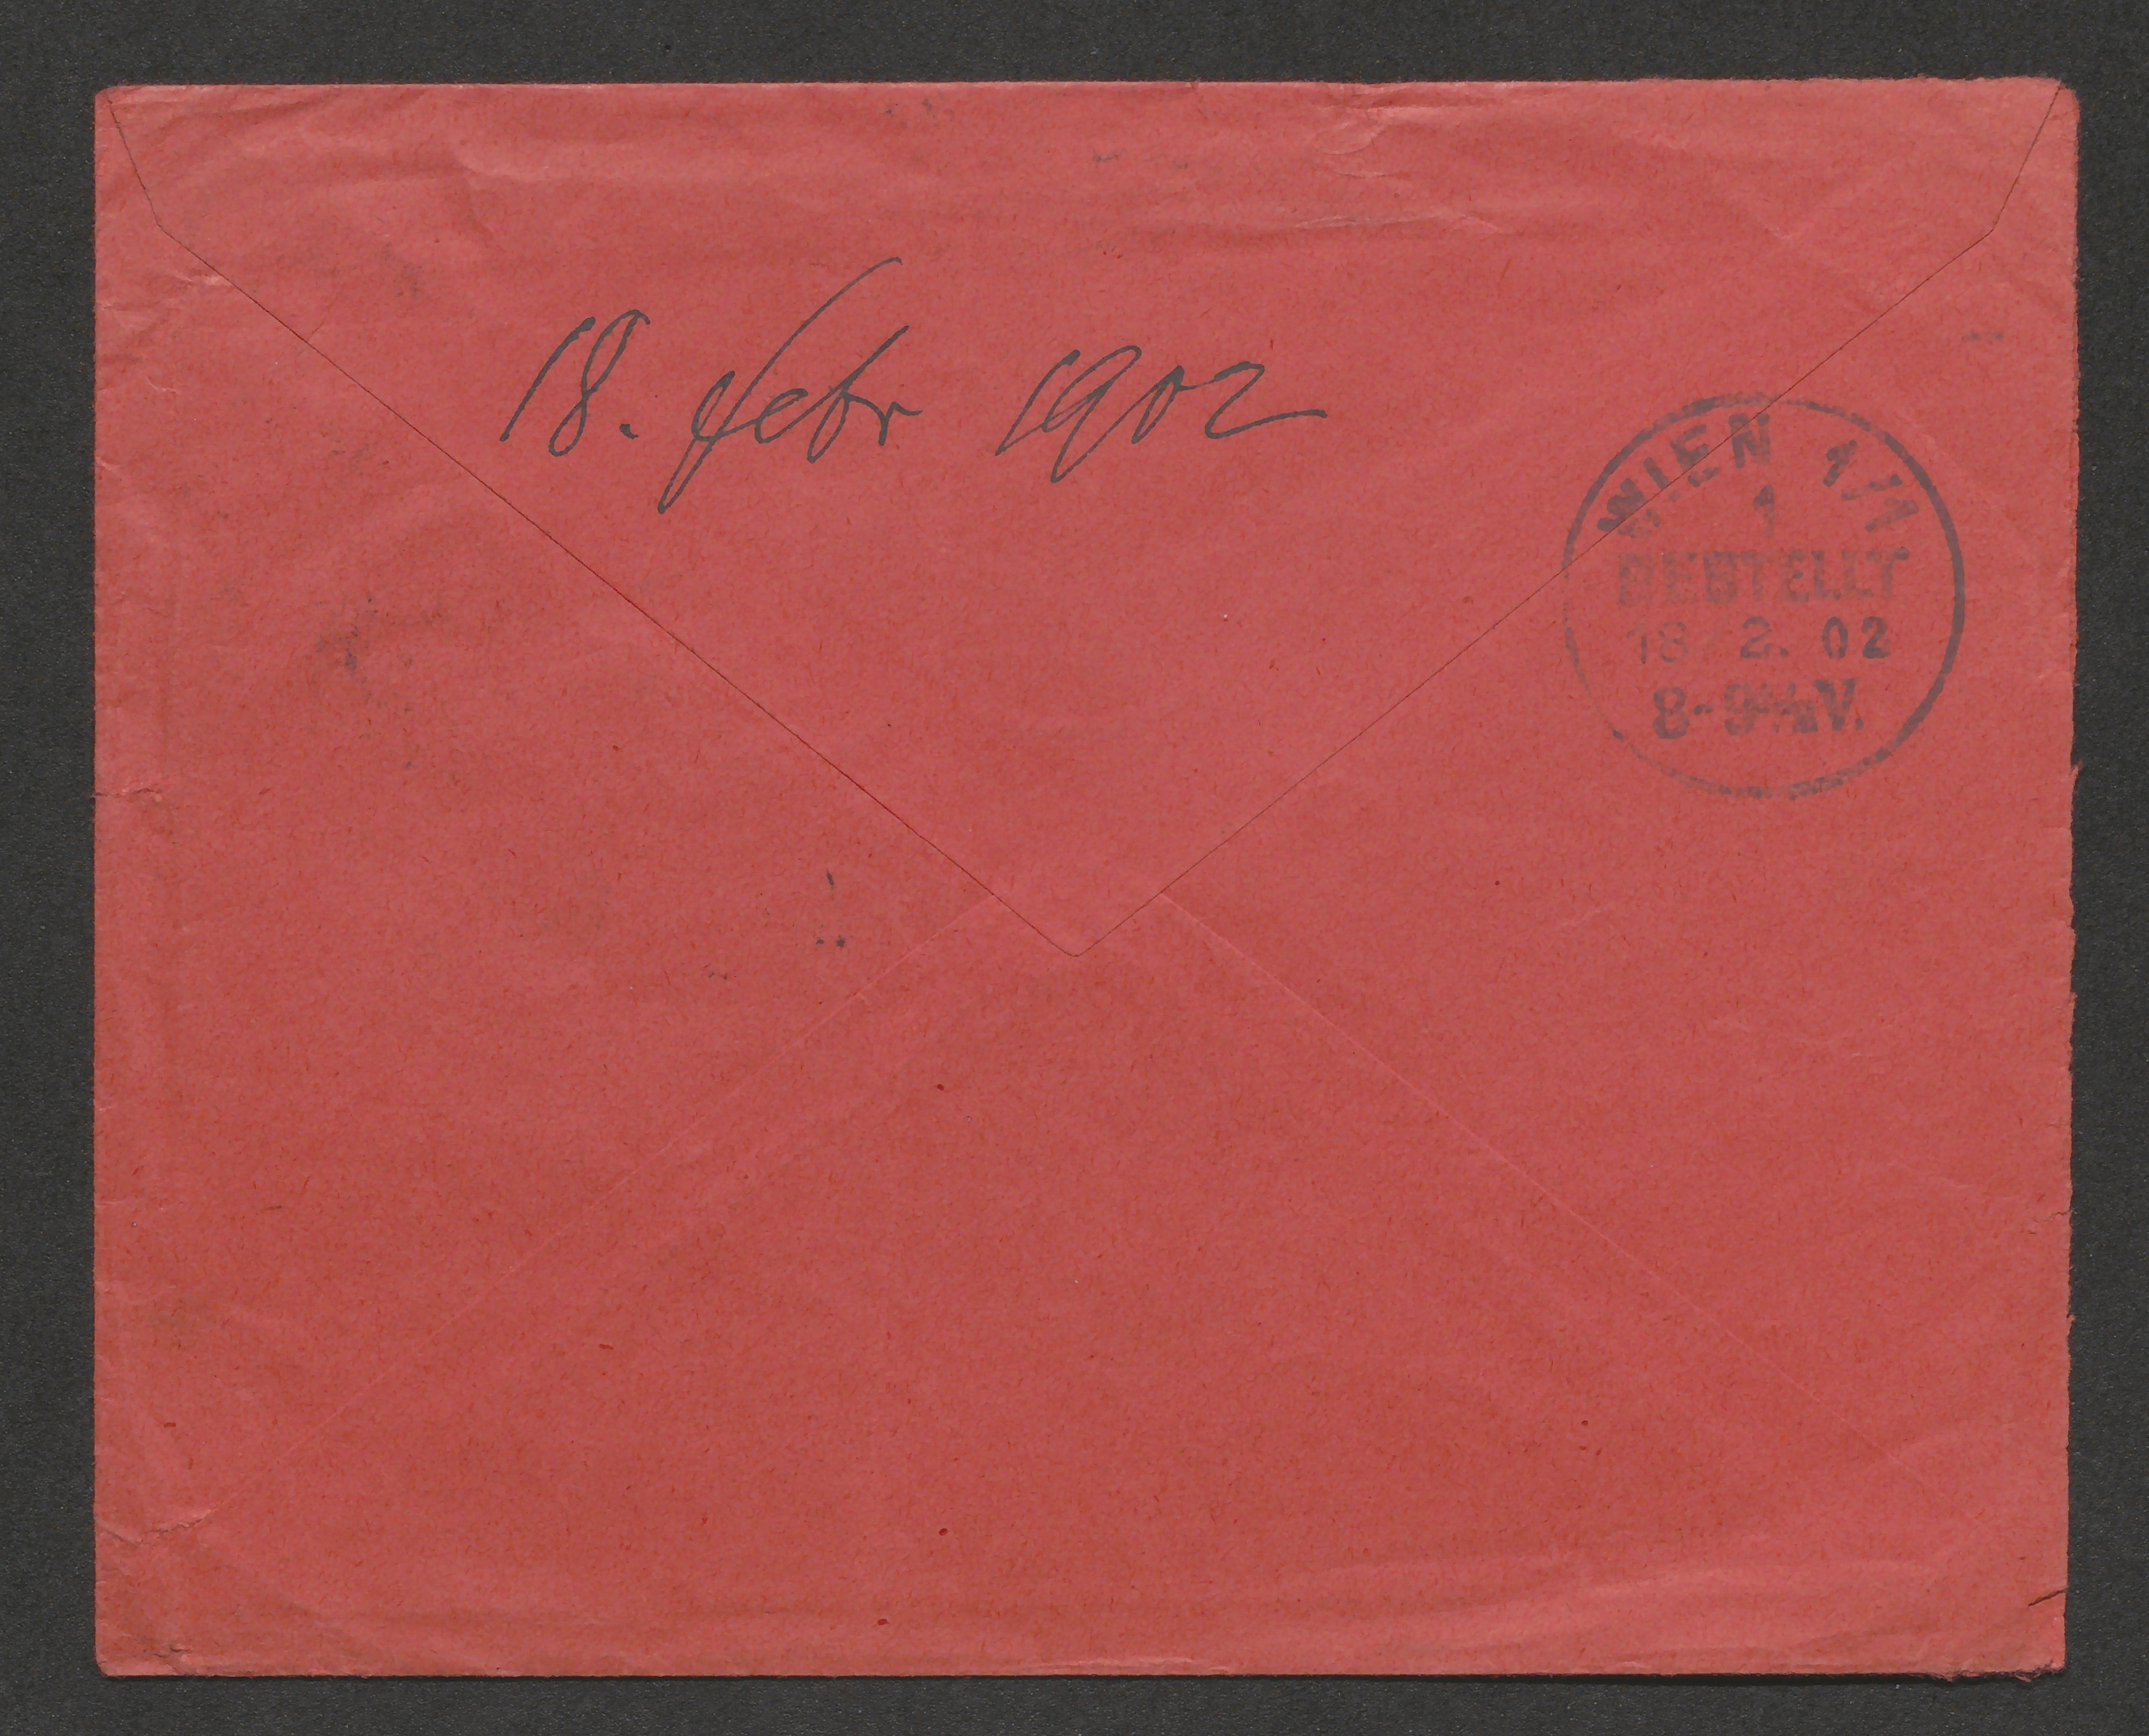 18. Febr 1902
WIEN 1/1
1
BESTELLT
18 2. 02
8-9½V.